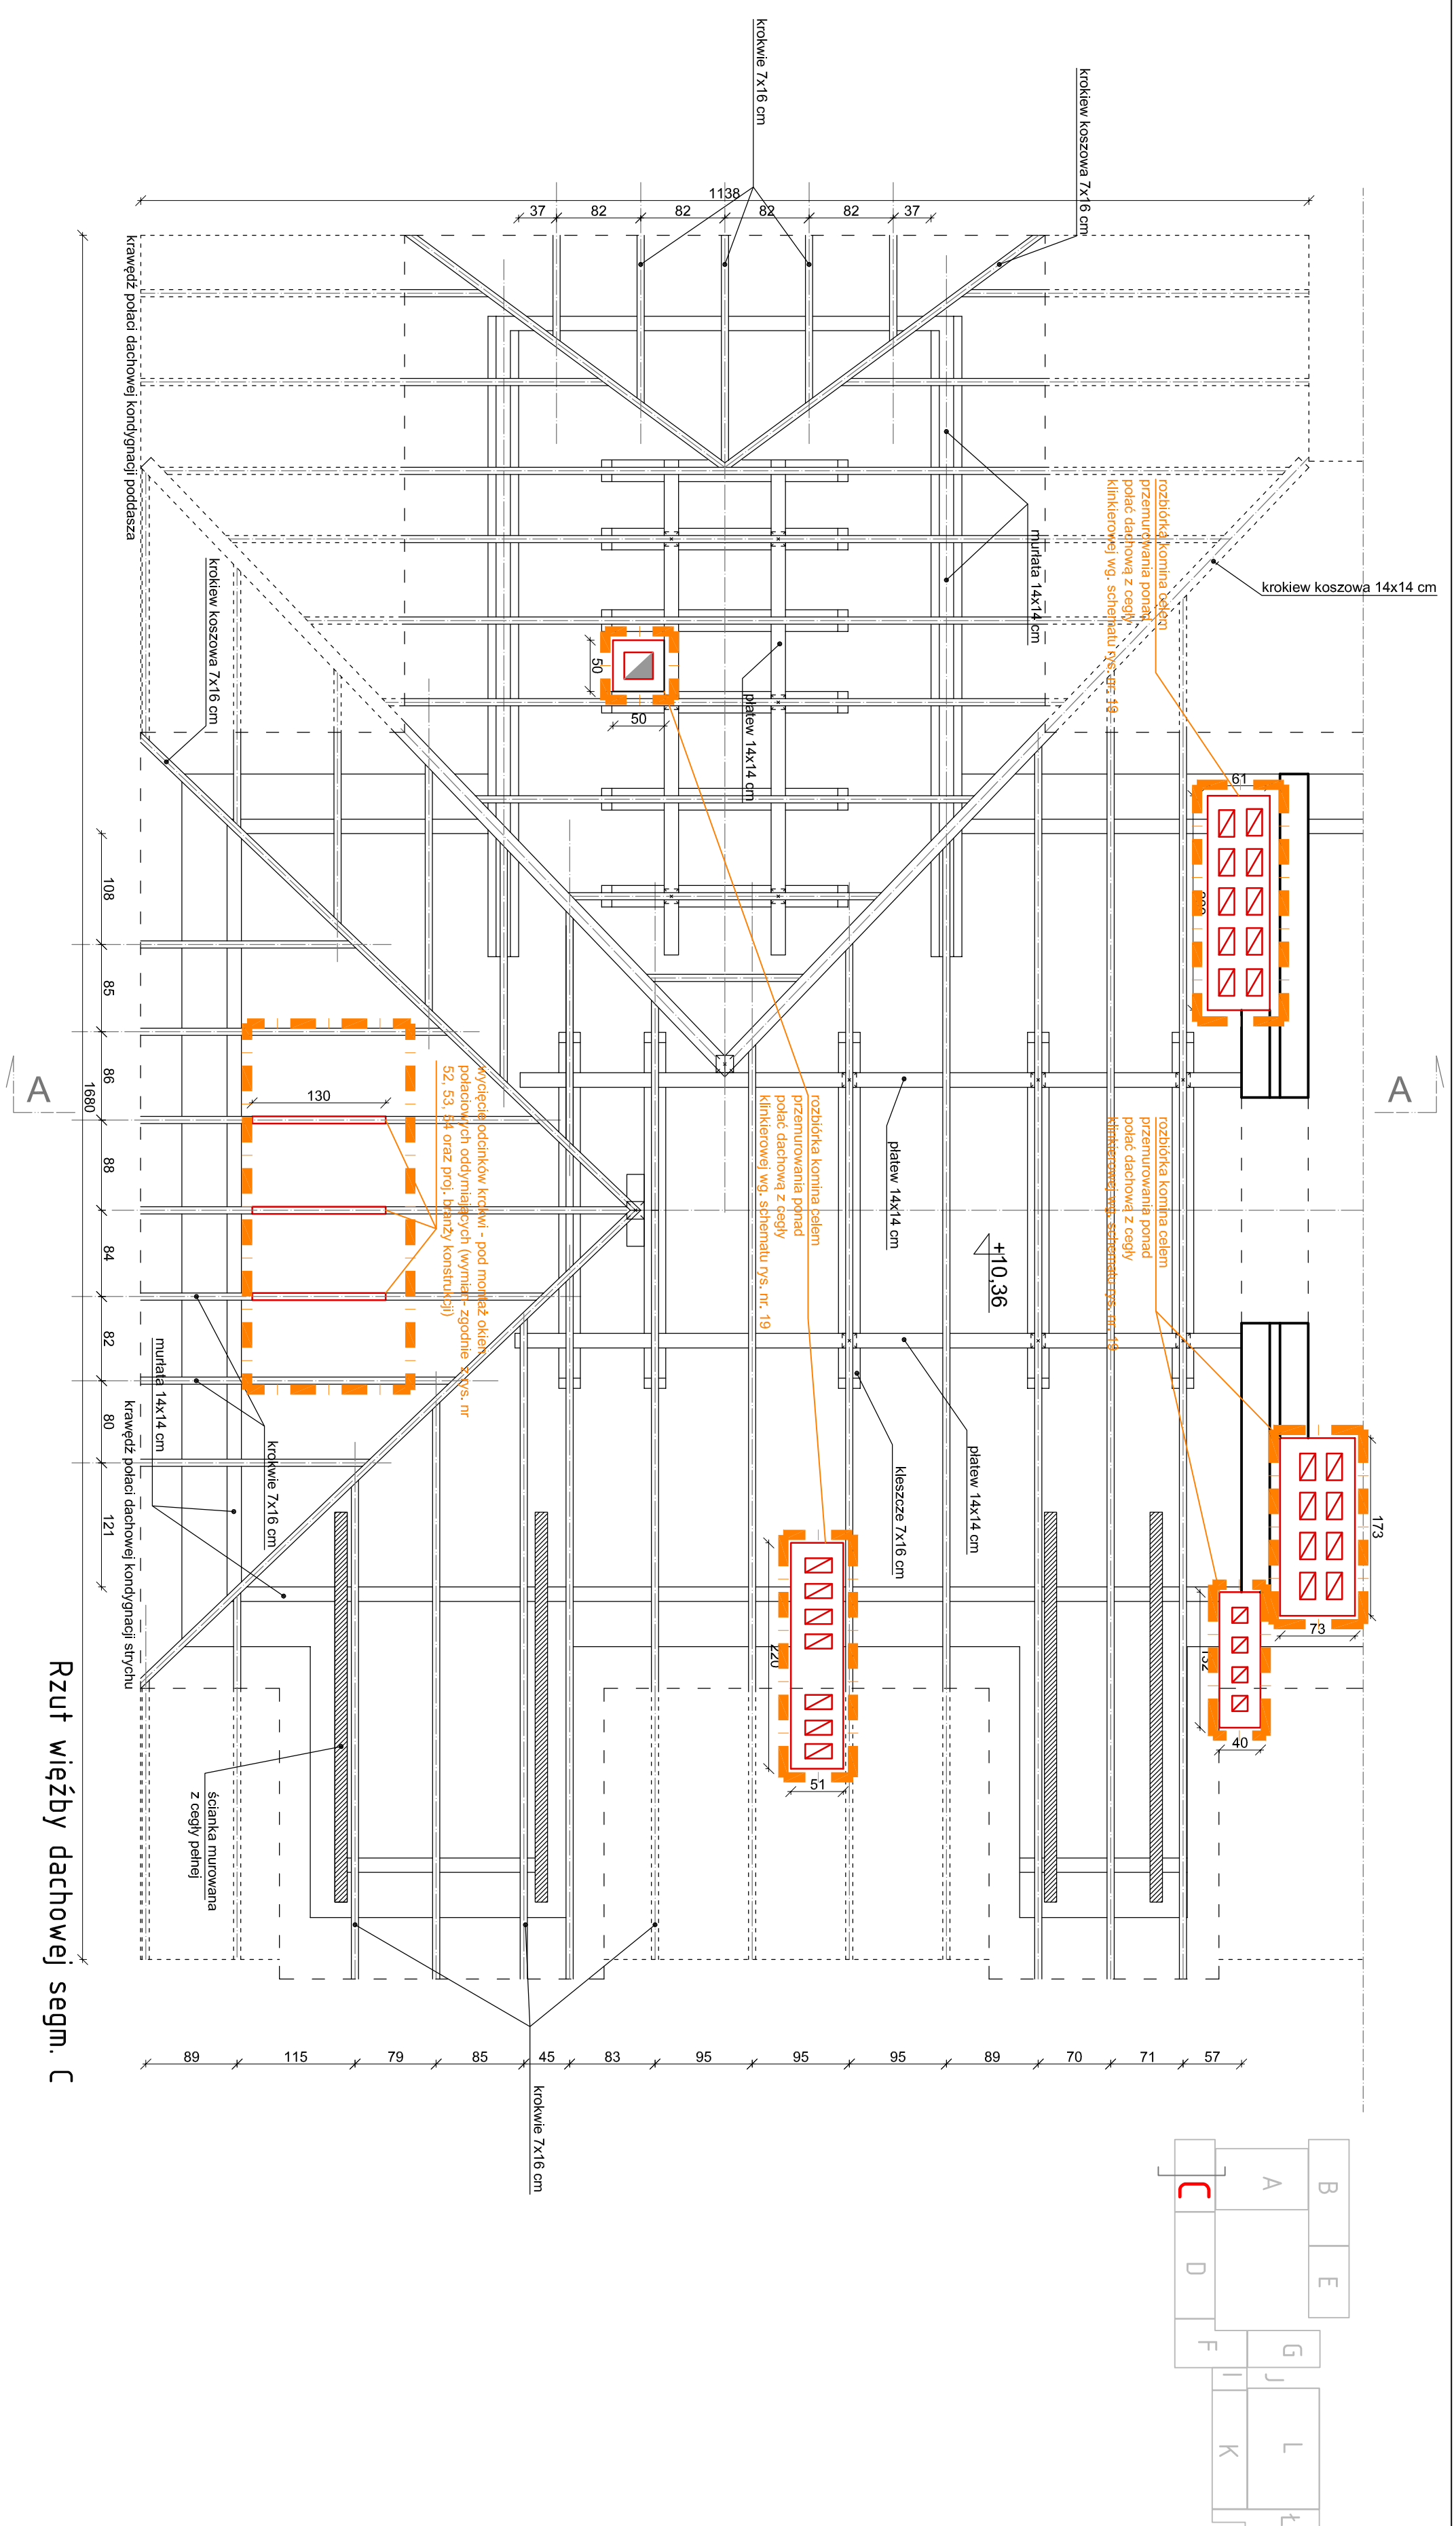 krokwie 7x16 cm
krokiew koszowa 7x16 cm
1138
37
82
82
82
82
37
krawędź połaci dachowej kondygnacji poddasza
rozbiórka komina celem
przemurowania ponad
połać dachową z cegły
klinkierowej wg. schematu rys. nr. 19
murłata 14x14 cm
krokiew koszowa 14x14 cm
krokiew koszowa 7x16 cm
50
50
płatew 14x14 cm
61
108
85
86
88
84
82
80
121
1680
A
A
130
wycięcie odcinków krokwi - pod montaż okien
połaciowych oddymiających (wymian - zgodnie z rys. nr
52, 53, 54 oraz proj. branży konstrukcji)
rozbiórka komina celem
przemurowania ponad
połać dachową z cegły
klinkierowej wg. schematu rys. nr. 19
płatew 14x14 cm
+10,36
rozbiórka komina celem
przemurowania ponad
połać dachową z cegły
klinkierowej wg. schematu rys. nr. 19
murłata 14x14 cm
krawędź połaci dachowej kondygnacji strychu
krokwie 7x16 cm
kleszcze 7x16 cm
płatew 14x14 cm
173
73
132
40
220
51
ścianka murowana
z cegły pełnej
Rzut więźby dachowej segm. C
89
115
79
85
45
83
95
95
95
89
70
71
57
krokwie 7x16 cm
B
A
C
E
D
F
G
J
I
K
L
Ł